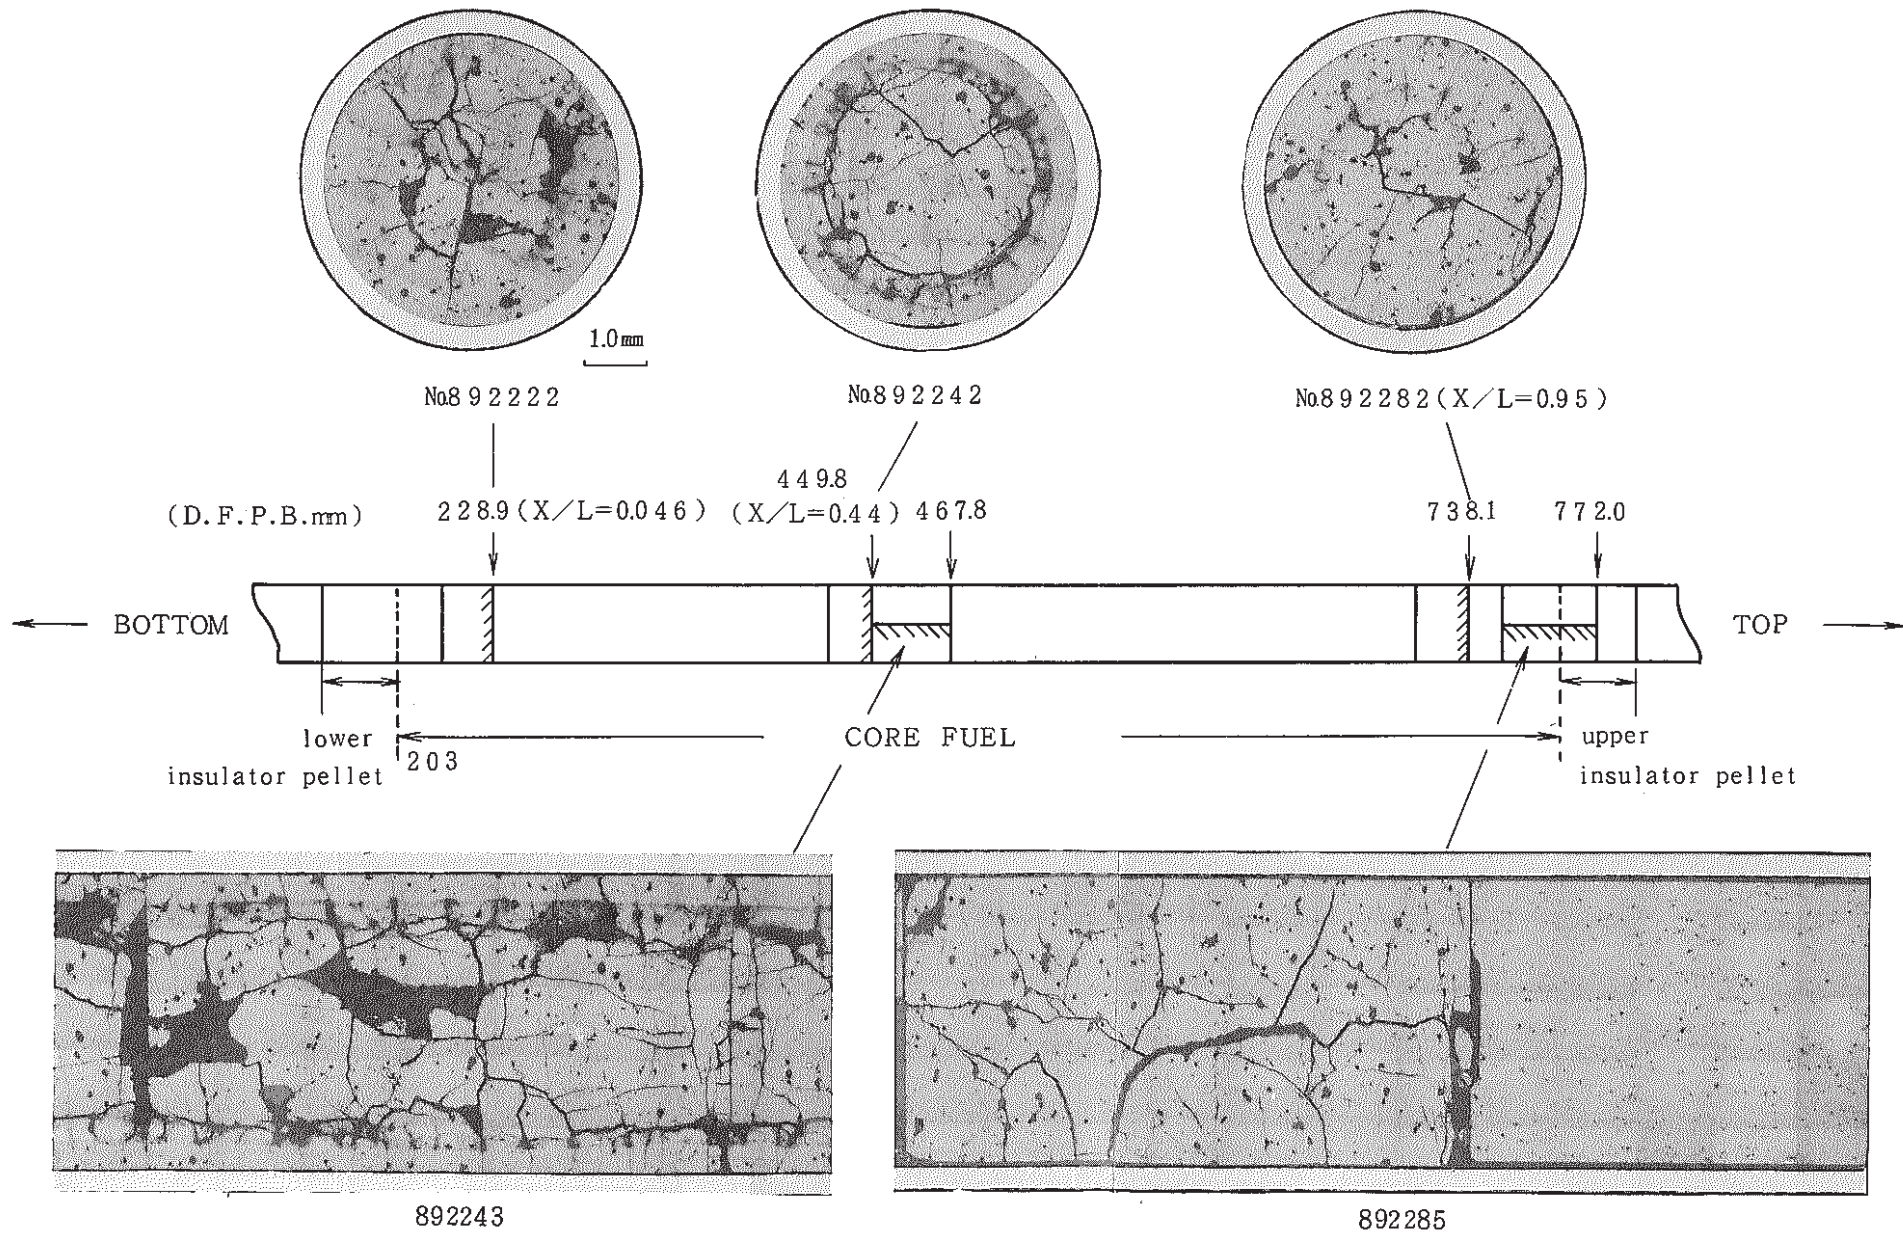 1.0mm
No.892222
No.892242
No.892282(X/L=0.95)
449.8
(D.F.P.B.mm)
228.9(X/L=0.046)
(X/L=0.44)
467.8
738.1
772.0
BOTTOM
TOP
lower
insulator pellet
203
CORE FUEL
upper
insulator pellet
892243
892285